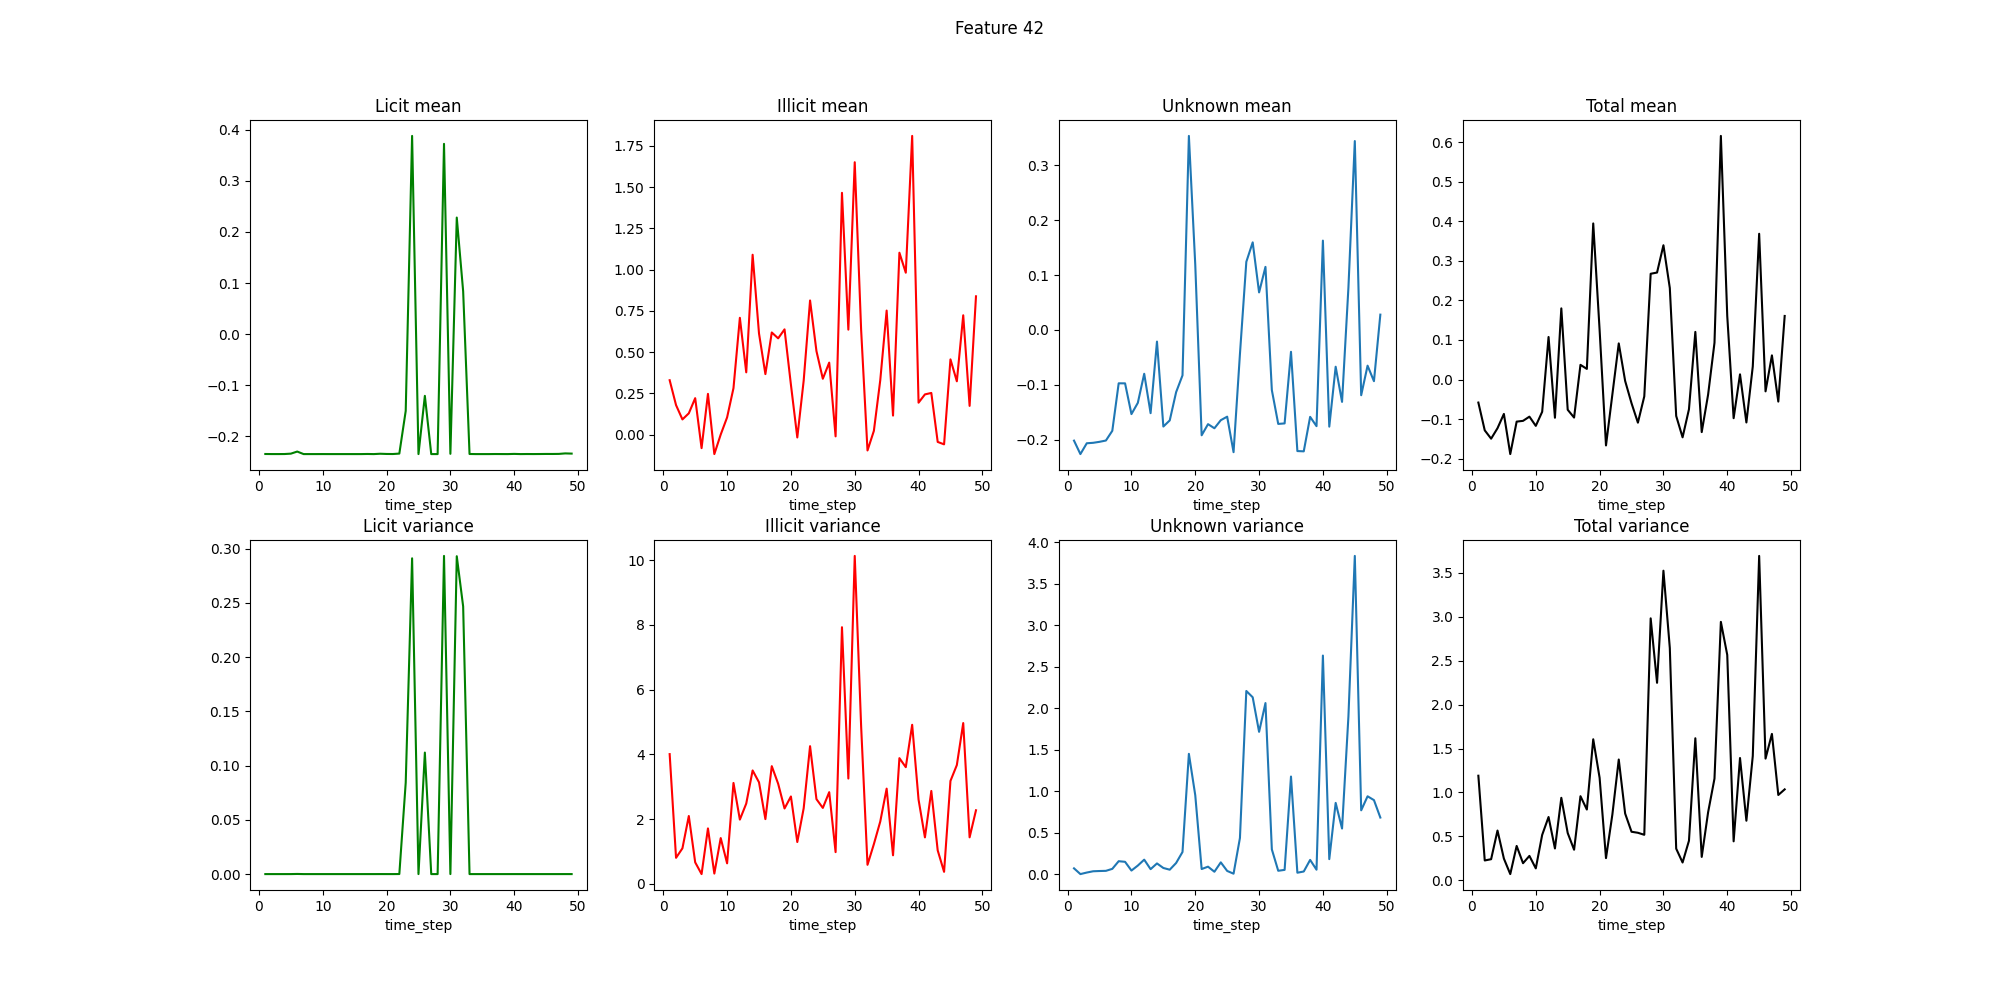 Feature 42
Licit mean
Illicit mean
Unknown mean
Total mean
0.4
0.3
0.2
0.1
0.0
−0.1
−0.2
0 10 20 30 40 50
time_step
1.75
1.50
1.25
1.00
0.75
0.50
0.25
0.00
0 10 20 30 40 50
time_step
0.3
0.2
0.1
0.0
−0.1
−0.2
0 10 20 30 40 50
time_step
0.6
0.5
0.4
0.3
0.2
0.1
0.0
−0.1
−0.2
0 10 20 30 40 50
time_step
Licit variance
Illicit variance
Unknown variance
Total variance
0.30
0.25
0.20
0.15
0.10
0.05
0.00
0 10 20 30 40 50
time_step
10
8
6
4
2
0
0 10 20 30 40 50
time_step
4.0
3.5
3.0
2.5
2.0
1.5
1.0
0.5
0.0
0 10 20 30 40 50
time_step
3.5
3.0
2.5
2.0
1.5
1.0
0.5
0.0
0 10 20 30 40 50
time_step